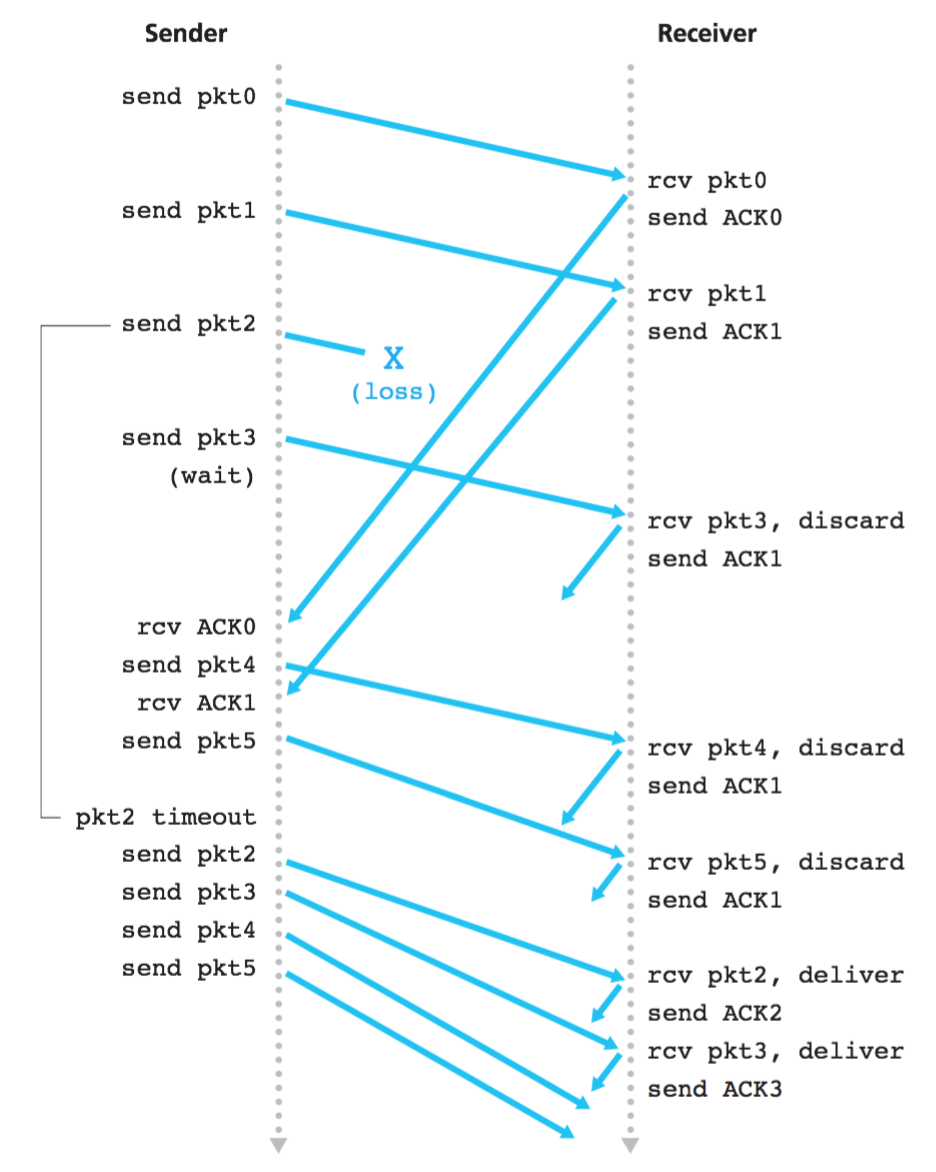 Sender
Receiver
send pkt0
rcv pkt0
send ACK0
send pkt1
rcv pkt1
send ACK1
send pkt2
X
(loss)
send pkt3
(wait)
rcv pkt3, discard
send ACK1
rcv ACK0
send pkt4
rcv ACK1
send pkt5
rcv pkt4, discard
send ACK1
pkt2 timeout
send pkt2
send pkt3
send pkt4
send pkt5
rcv pkt5, discard
send ACK1
rcv pkt2, deliver
send ACK2
rcv pkt3, deliver
send ACK3